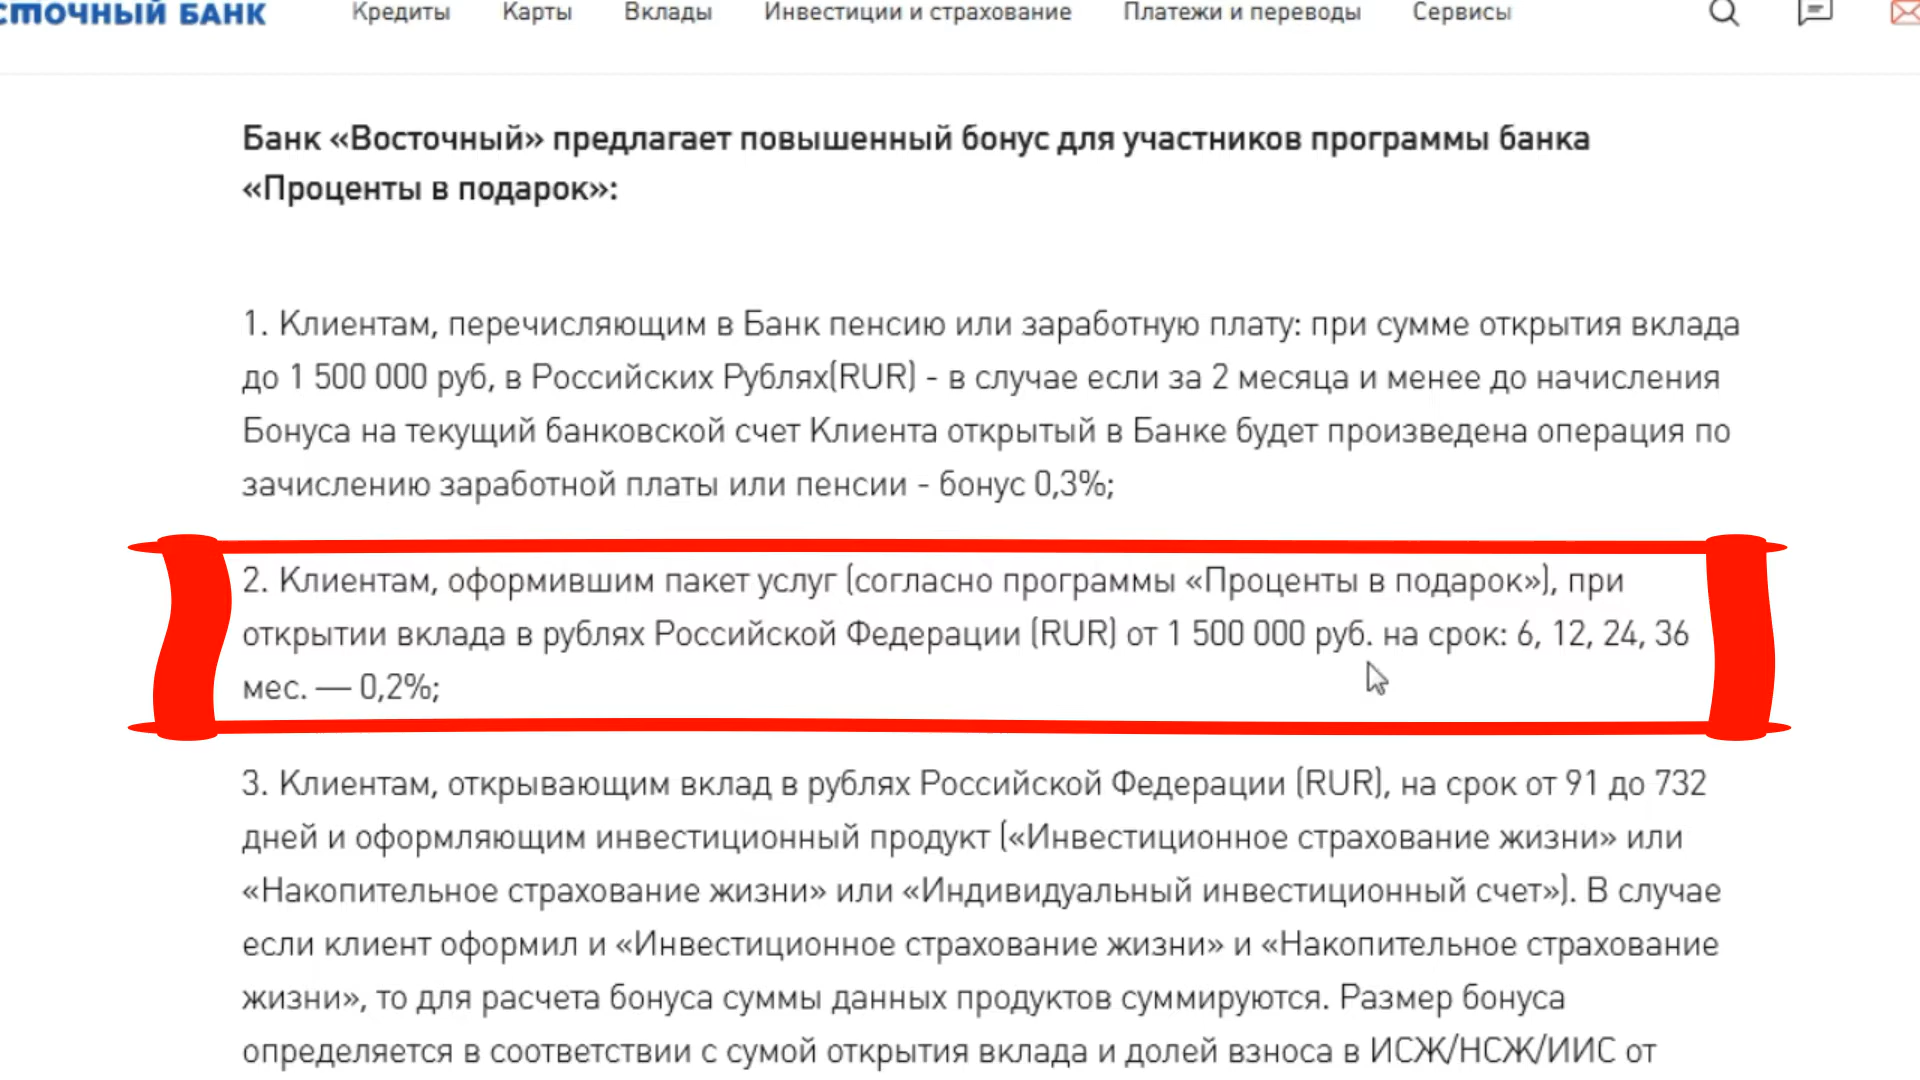 сточный БАНК Кредиты Карты Вклады Инвестиции и страхование Платежи и переводы Сервисы
Банк «Восточный» предлагает повышенный бонус для участников программы банка
«Проценты в подарок»:
1. Клиентам, перечисляющим в Банк пенсию или заработную плату: при сумме открытия вклада
до 1 500 000 руб, в Российских Рублях(RUR) - в случае если за 2 месяца и менее до начисления
Бонуса на текущий банковской счет Клиента открытый в Банке будет произведена операция по
зачислению заработной платы или пенсии - бонус 0,3%;
2. Клиентам, оформившим пакет услуг (согласно программы «Проценты в подарок»), при
открытии вклада в рублях Российской Федерации (RUR) от 1 500 000 руб. на срок: 6, 12, 24, 36
мес. — 0,2%;
3. Клиентам, открывающим вклад в рублях Российской Федерации (RUR), на срок от 91 до 732
дней и оформляющим инвестиционный продукт («Инвестиционное страхование жизни» или
«Накопительное страхование жизни» или «Индивидуальный инвестиционный счет»). В случае
если клиент оформил и «Инвестиционное страхование жизни» и «Накопительное страхование
жизни», то для расчета бонуса суммы данных продуктов суммируются. Размер бонуса
определяется в соответствии с сумой открытия вклада и долей взноса в ИСЖ/НСЖ/ИИС от